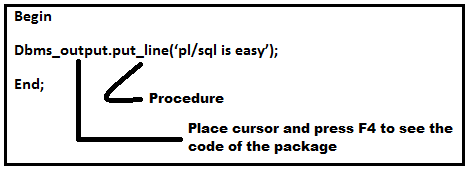 Begin
Dbms_output.put_line(‘pl/sql is easy’);
End;
Procedure
Place cursor and press F4 to see the
code of the package